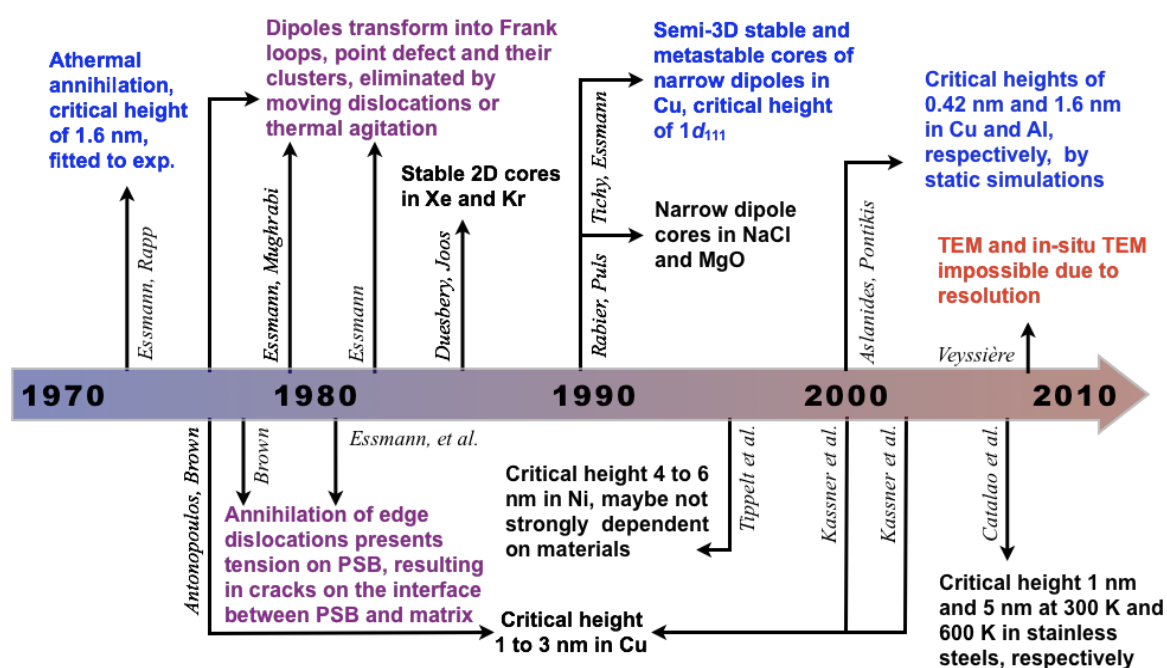 Athermal
annihilation,
critical height
of 1.6 nm,
fitted to exp.
Essmann, Rapp
Dipoles transform into Frank
loops, point defect and their
clusters, eliminated by
moving dislocations or
thermal agitation
Essmann, Mughrabi
Essmann
Stable 2D cores
in Xe and Kr
Duesbery, Joos
Semi-3D stable and
metastable cores of
narrow dipoles in
Cu, critical height
of 1d111
Tichy, Essmann
Narrow dipole
cores in NaCl
and MgO
Rabier, Puls
Critical heights of
0.42 nm and 1.6 nm
in Cu and Al,
respectively, by
static simulations
Aslanides, Pontikis
TEM and in-situ TEM
impossible due to
resolution
Veyssière
1970 1980 1990 2000 2010
Antonopoulos, Brown
Brown
Essmann, et al.
Annihilation of edge
dislocations presents
tension on PSB, resulting
in cracks on the interface
between PSB and matrix
Critical height 4 to 6
nm in Ni, maybe not
strongly dependent
on materials
Tippelt et al.
Critical height
1 to 3 nm in Cu
Kassner et al.
Kassner et al.
Catalao et al.
Critical height 1 nm
and 5 nm at 300 K and
600 K in stainless
steels, respectively